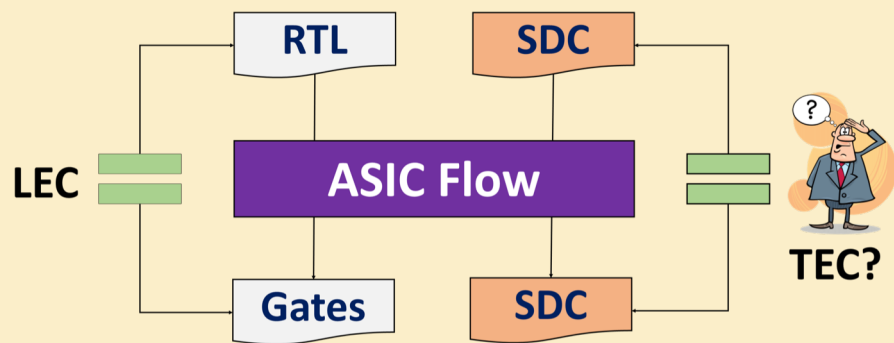 RTL
SDC
?
LEC
ASIC Flow
TEC?
Gates
SDC